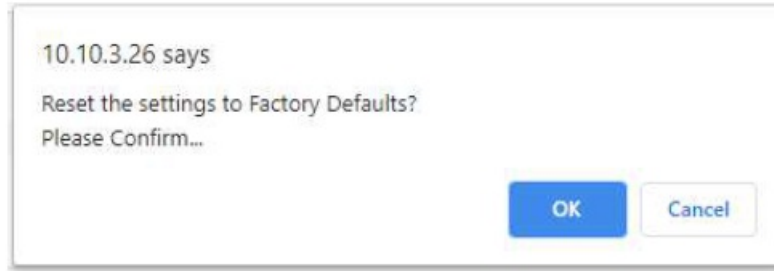 10.10.3.26 says
Reset the settings to Factory Defaults?
Please Confirm...
OK
Cancel